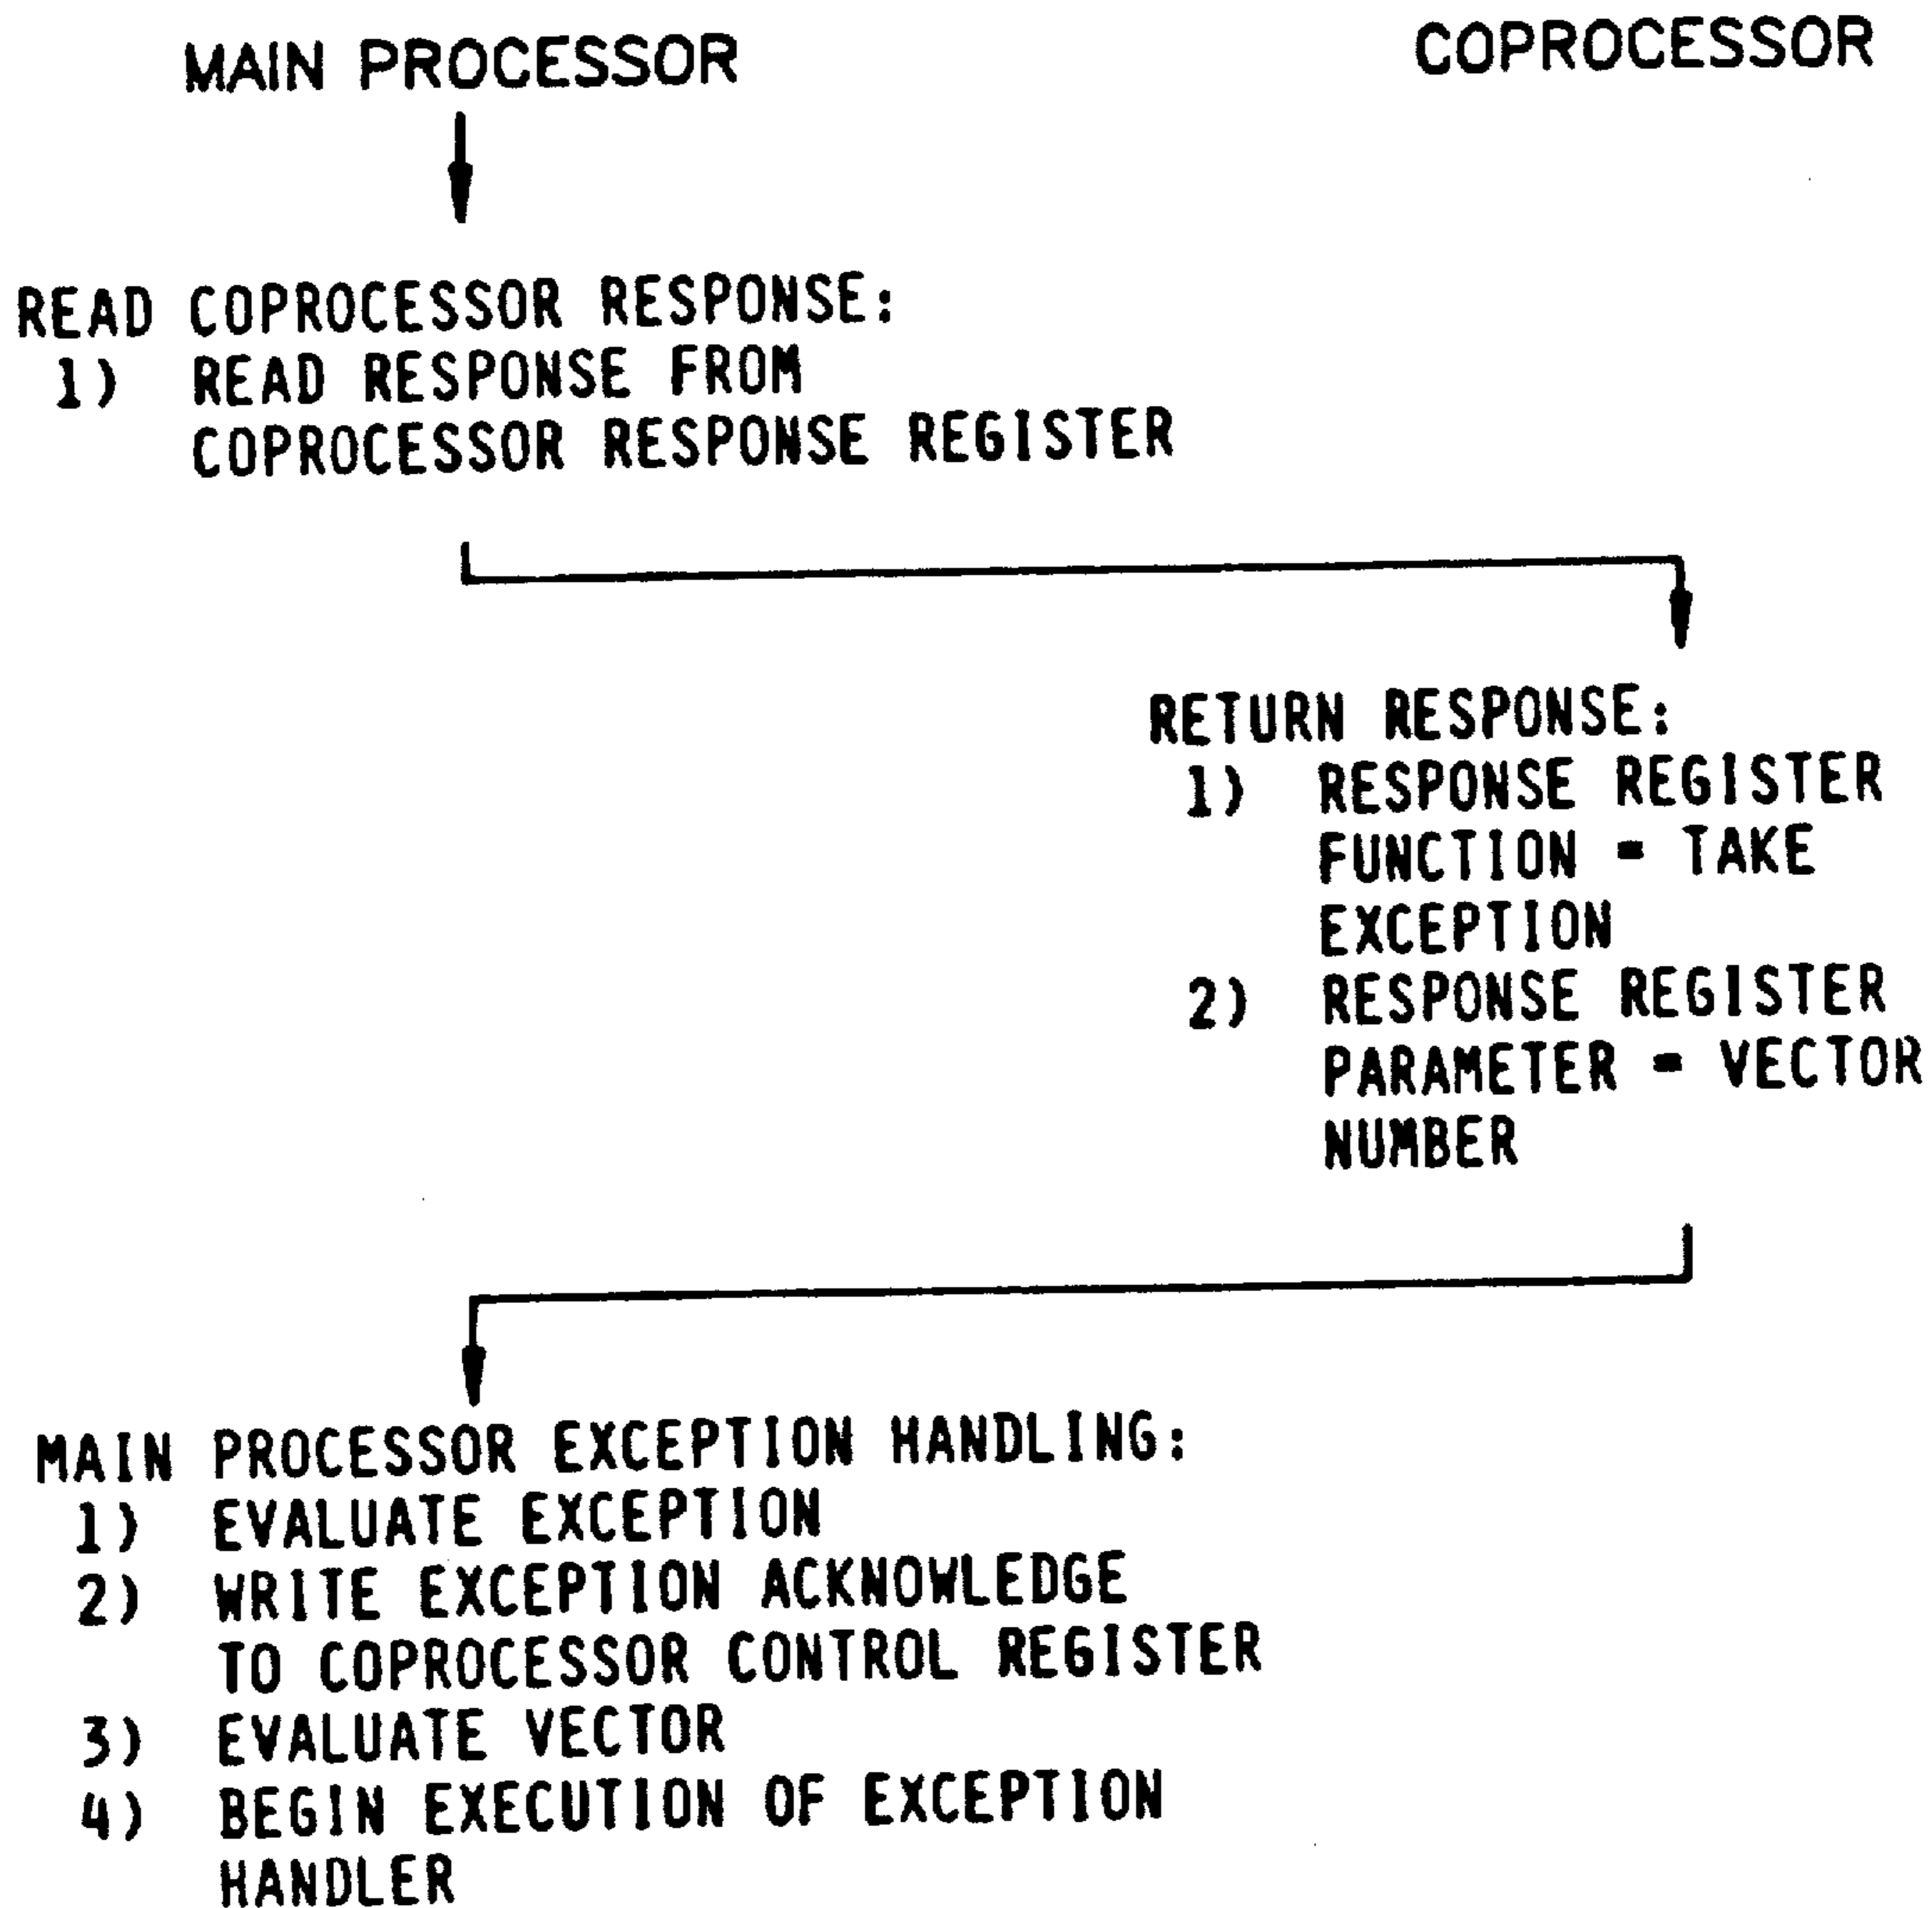 MAIN PROCESSOR
COPROCESSOR
READ COPROCESSOR RESPONSE:
1) READ RESPONSE FROM
COPROCESSOR RESPONSE REGISTER
RETURN RESPONSE:
1) RESPONSE REGISTER
FUNCTION = TAKE
EXCEPTION
2) RESPONSE REGISTER
PARAMETER = VECTOR
NUMBER
MAIN PROCESSOR EXCEPTION HANDLING:
1) EVALUATE EXCEPTION
2) WRITE EXCEPTION ACKNOWLEDGE
TO COPROCESSOR CONTROL REGISTER
3) EVALUATE VECTOR
4) BEGIN EXECUTION OF EXCEPTION
HANDLER